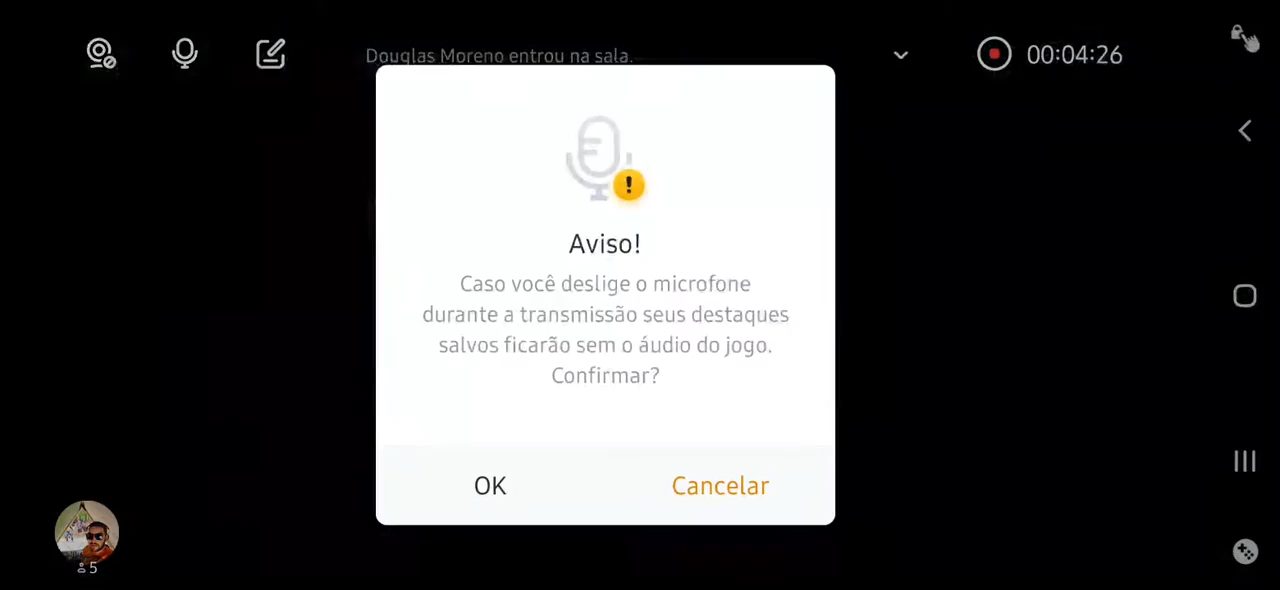 Douglas Moreno entrou na sala.
00:04:26
Aviso!
Caso você deslige o microfone
durante a transmissão seus destaques
salvos ficarão sem o áudio do jogo.
Confirmar?
OK
Cancelar
5